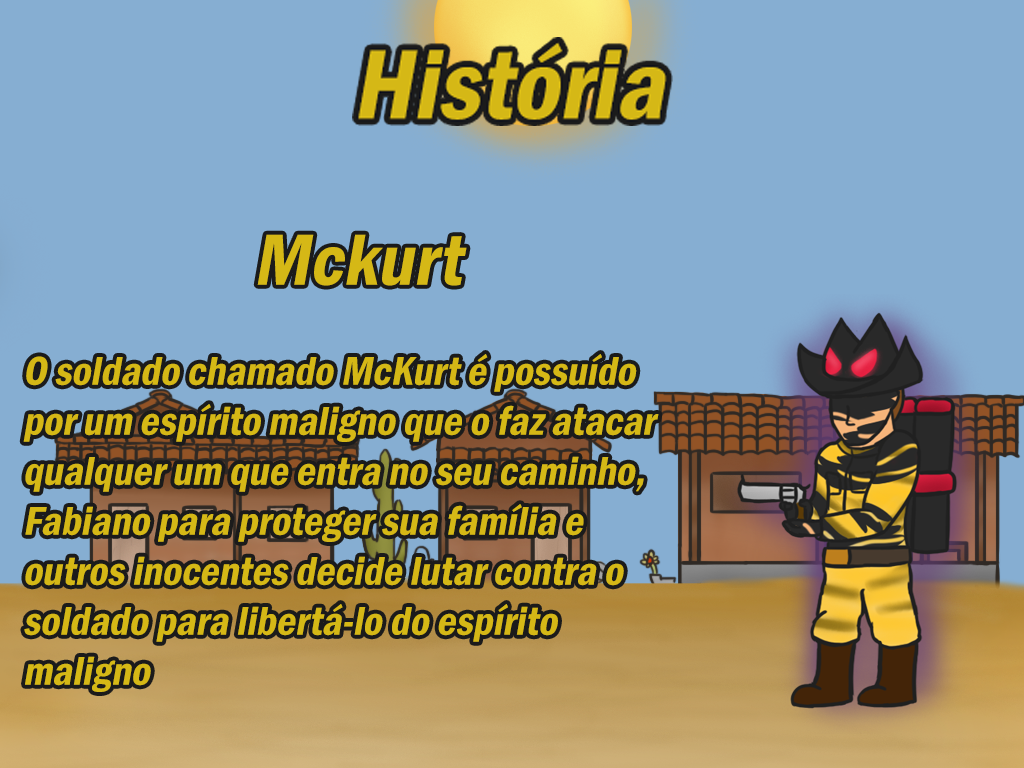 História
Mckurt
O soldado chamado McKurt é possuído
por um espírito maligno que o faz atacar
qualquer um que entra no seu caminho,
Fabiano para proteger sua família e
outros inocentes decide lutar contra o
soldado para libertá-lo do espírito
maligno